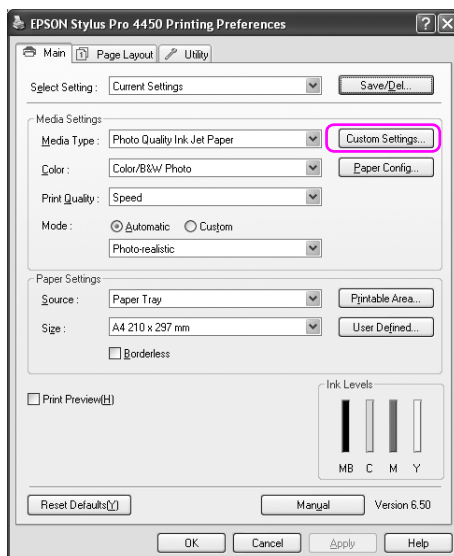 EPSON Stylus Pro 4450 Printing Preferences
Main Page Layout Utility
Select Setting : Current Settings Save/Del...
Media Settings
Media Type : Photo Quality Ink Jet Paper Custom Settings...
Color : Color/B&W Photo Paper Config...
Print Quality : Speed
Mode : Automatic Custom
Photo-realistic
Paper Settings
Source : Paper Tray Printable Area...
Size : A4 210 x 297 mm User Defined...
Borderless
Print Preview(H)
Ink Levels
MB C M Y
Reset Defaults(Y) Manual Version 6.50
OK Cancel Apply Help